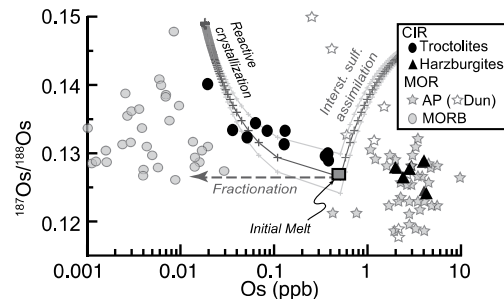 0.15
0.14
0.13
0.12
187Os/188Os
Reactive
crystallization
Interst. sulf.
assimilation
Fractionation
Initial Melt
CIR
Troctolites
Harzburgites
MOR
AP (☆Dun)
MORB
0.001
0.01
0.1
1
10
Os (ppb)